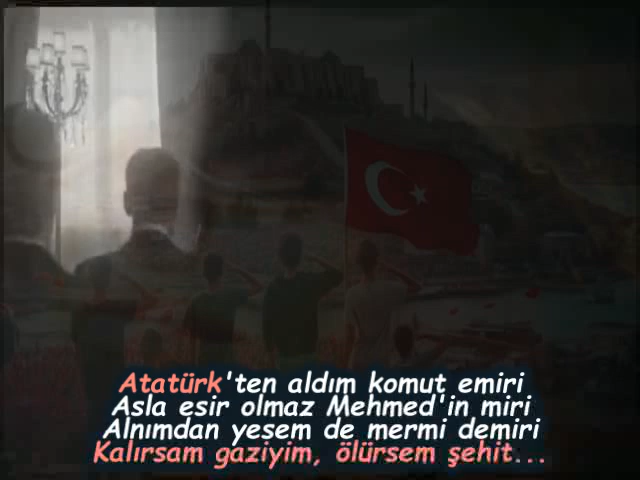 Atatürk'ten aldım komut emiri
Asla esir olmaz Mehmed'in miri
Alnımdan yesem de mermi demiri
Kalırsam gaziyim, ölürsem şehit...